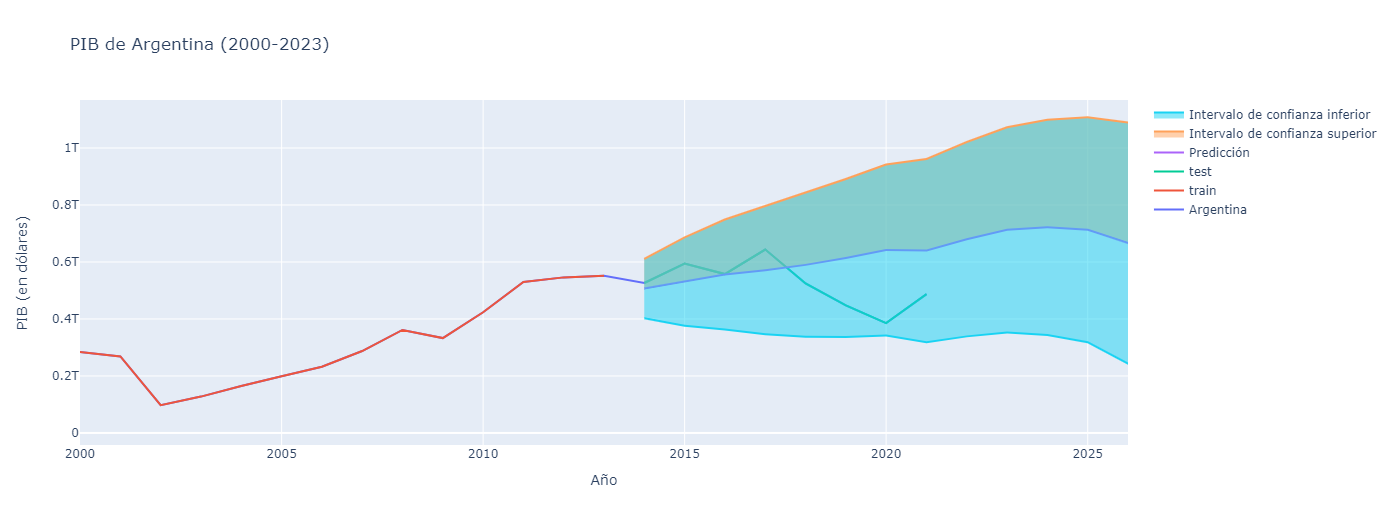 PIB de Argentina (2000-2023)
Intervalo de confianza inferior
Intervalo de confianza superior
Predicción
test
train
Argentina
PIB (en dólares)
1T
0.8T
0.6T
0.4T
0.2T
0
2000
2005
2010
2015
2020
2025
Año